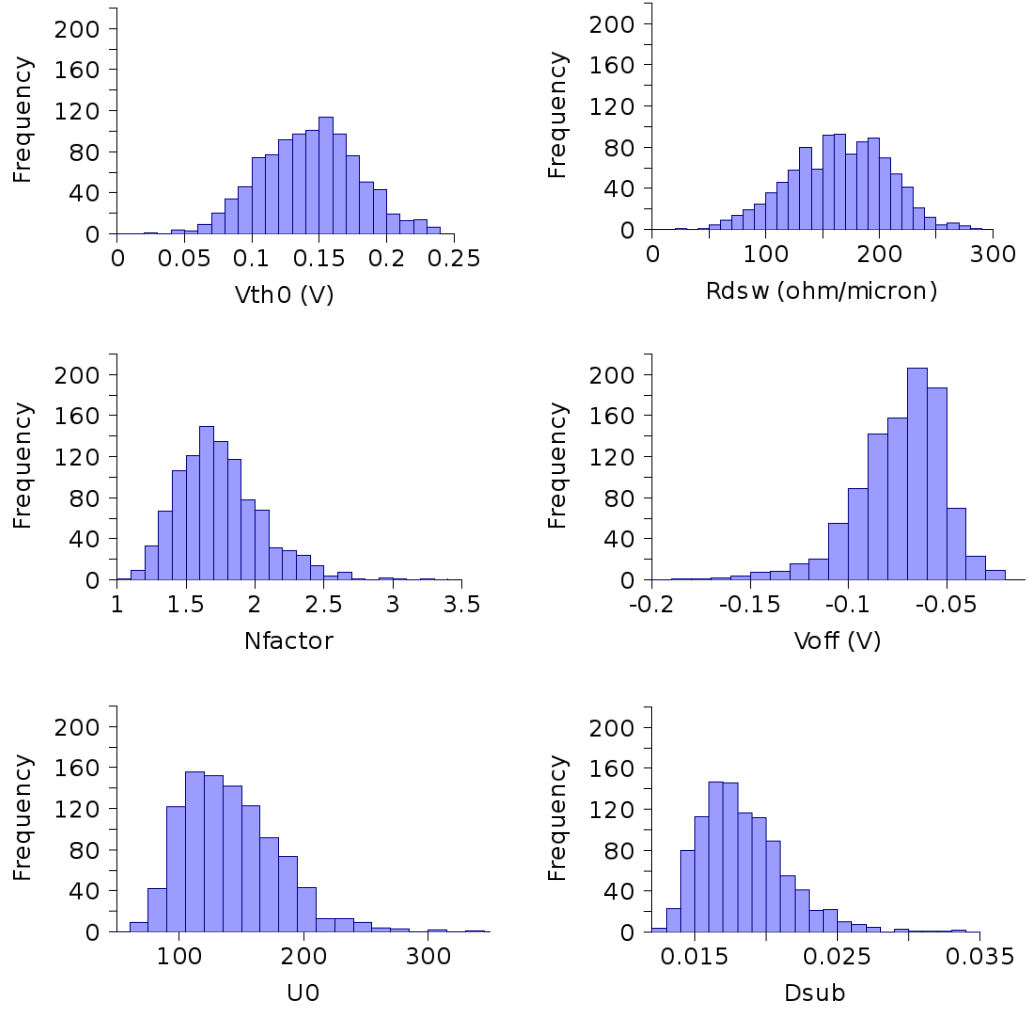 Frequency
200
160
120
80
40
0
0 0.05 0.1 0.15 0.2 0.25
Vth0 (V)
Frequency
200
160
120
80
40
0
0 100 200 300
Rdsw (ohm/micron)
Frequency
200
160
120
80
40
0
1 1.5 2 2.5 3 3.5
Nfactor
Frequency
200
160
120
80
40
0
-0.2 -0.15 -0.1 -0.05
Voff (V)
Frequency
200
160
120
80
40
0
100 200 300
U0
Frequency
200
160
120
80
40
0
0.015 0.025 0.035
Dsub